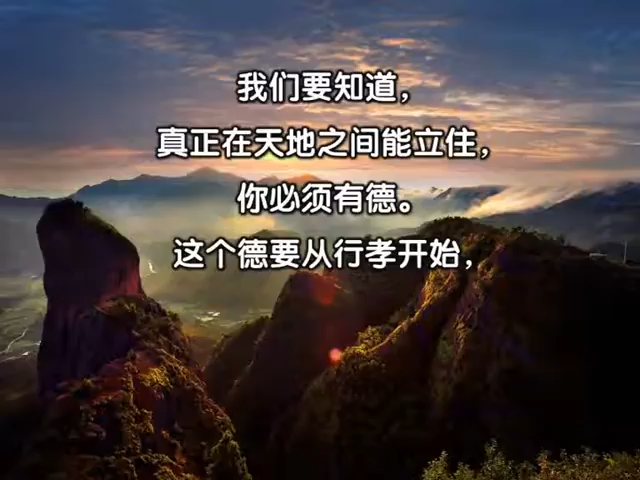 我们要知道，
真正在天地之间能立住，
你必须有德。
这个德要从行孝开始，